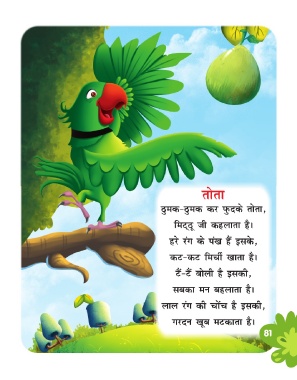 तोता
ठुमक-ठुमक कर फुदके तोता,
मिट्ठू जी कहलाता है।
हरे रंग के पंख हैं इसके,
कट-कट मिर्ची खाता है।
टैं-टैं बोली है इसकी,
सबका मन बहलाता है।
लाल रंग की चोंच है इसकी,
गरदन खूब मटकाता है।
81